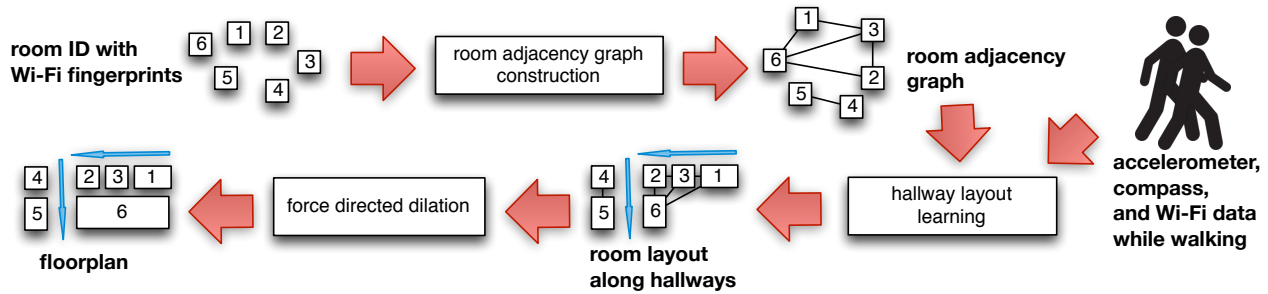 room ID with
Wi-Fi fingerprints
6 1 2
5 4 3
room adjacency graph
construction
1 3
6 2
5 4
room adjacency
graph
accelerometer,
compass,
and Wi-Fi data
while walking
hallway layout
learning
4 2 3 1
5 6
room layout
along hallways
force directed dilation
4 2 3 1
5 6
floorplan